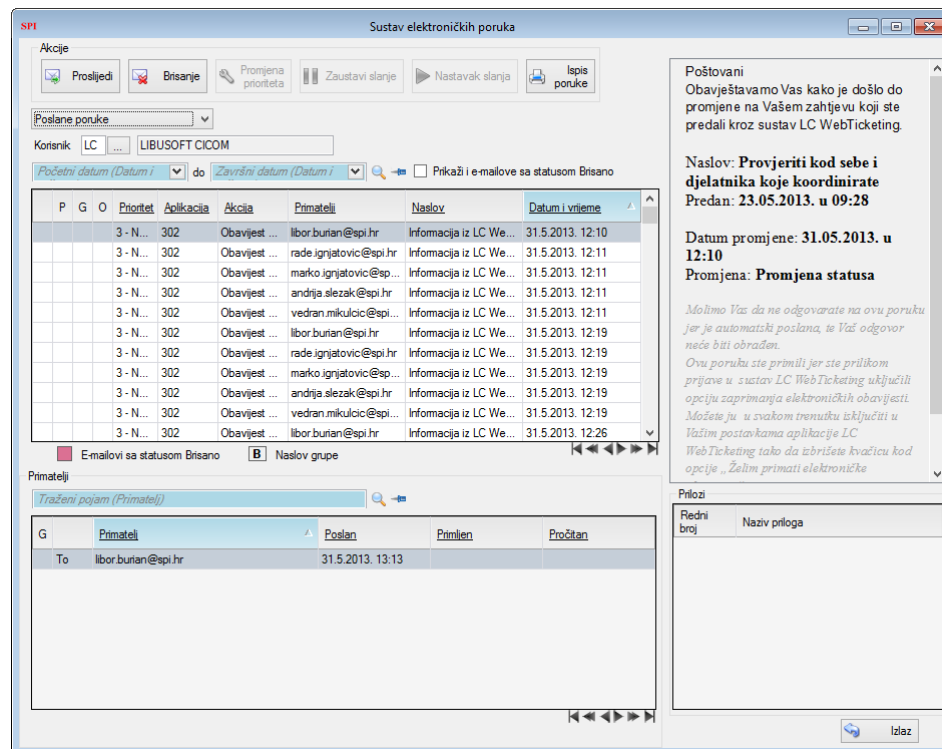 SPI
Sustav elektroničkih poruka
Akcije
Proslijedi
Brisanje
Promjena
prioriteta
Zaustavi slanje
Nastavak slanja
Ispis
poruke
Poslane poruke
Korisnik LC ... LIBUSOFT CICOM
Početni datum (Datum i do Završni datum (Datum i Prikaži i e-mailove sa statusom Brisano
P G O Prioritet Aplikacija Akcija Primatelji Naslov Datum i vrijeme
3 - N... 302 Obavijest ... libor.burian@spi.hr Informacija iz LC We... 31.5.2013. 12:10
3 - N... 302 Obavijest ... rade.ignjatovic@spi.hr Informacija iz LC We... 31.5.2013. 12:11
3 - N... 302 Obavijest ... marko.ignjatovic@sp... Informacija iz LC We... 31.5.2013. 12:11
3 - N... 302 Obavijest ... andrija.slezak@spi.hr Informacija iz LC We... 31.5.2013. 12:11
3 - N... 302 Obavijest ... vedran.mikulcic@spi... Informacija iz LC We... 31.5.2013. 12:11
3 - N... 302 Obavijest ... libor.burian@spi.hr Informacija iz LC We... 31.5.2013. 12:19
3 - N... 302 Obavijest ... rade.ignjatovic@spi.hr Informacija iz LC We... 31.5.2013. 12:19
3 - N... 302 Obavijest ... marko.ignjatovic@sp... Informacija iz LC We... 31.5.2013. 12:19
3 - N... 302 Obavijest ... andrija.slezak@spi.hr Informacija iz LC We... 31.5.2013. 12:19
3 - N... 302 Obavijest ... vedran.mikulcic@spi... Informacija iz LC We... 31.5.2013. 12:19
3 - N... 302 Obavijest ... libor.burian@spi.hr Informacija iz LC We... 31.5.2013. 12:26
E-mailovi sa statusom Brisano B Naslov grupe
Primatelji
Traženi pojam (Primatelj)
G Primatelj Poslan Primljen Pročitan
To libor.burian@spi.hr 31.5.2013. 13:13
Poštovani
Obavještavamo Vas kako je došlo do
promjene na Vašem zahtjevu koji ste
predali kroz sustav LC WebTicketing.
Naslov: Provjeriti kod sebe i
djelatnika koje koordinirate
Predan: 23.05.2013. u 09:28
Datum promjene: 31.05.2013. u
12:10
Promjena: Promjena statusa
Molimo Vas da ne odgovarate na ovu poruku
jer je automatski poslana, te Vaš odgovor
neće biti obrađen.
Ovu poruku ste primili jer ste prilikom
prijave u sustav LC WebTicketing uključili
opciju zaprimanja elektroničkih obavijesti.
Možete ju u svakom trenutku isključiti u
Vašim postavkama aplikacije LC
WebTicketing tako da izbrišete kvačicu kod
opcije „Želim primati elektroničke
Prilozi
Redni
broj
Naziv priloga
Izlaz